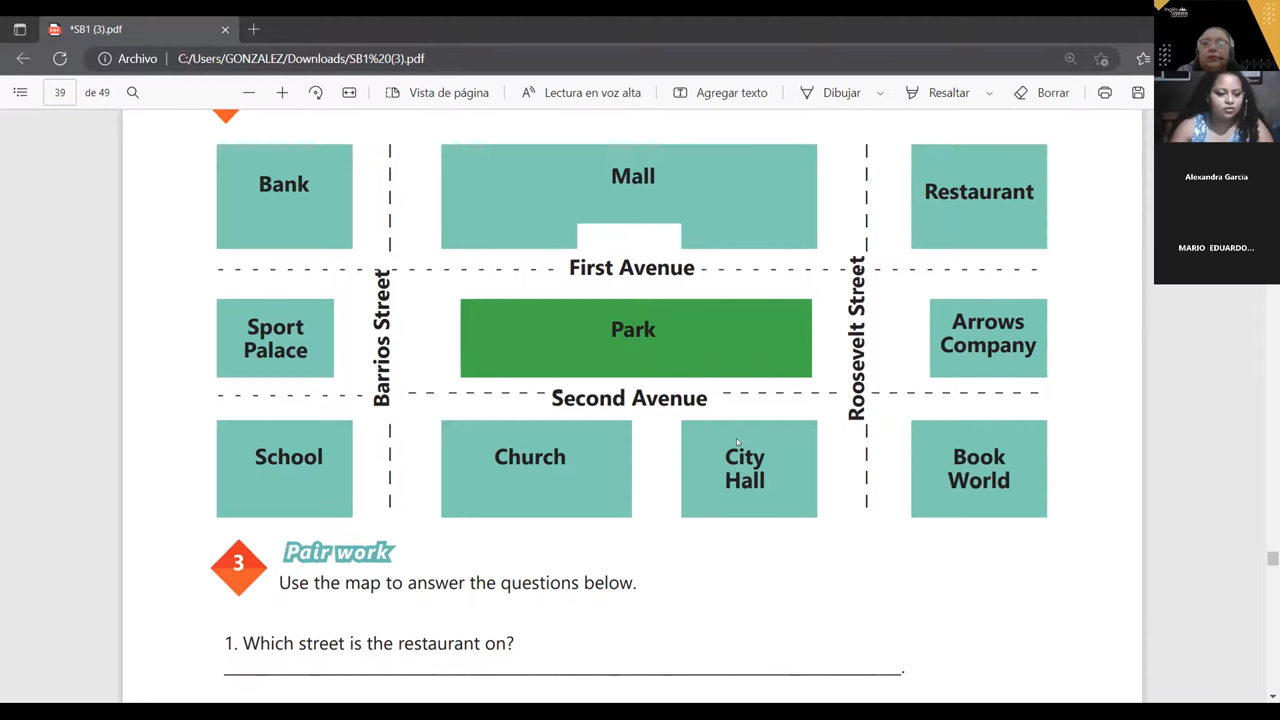 *SB1 (3).pdf
Archivo
C:/Users/GONZALEZ/Downloads/SB1%20(3).pdf
39
de 49
Vista de página
Lectura en voz alta
Agregar texto
Dibujar
Resaltar
Borrar
Alexandra Garcia
MARIO EDUARDO...
Bank
Mall
Restaurant
First Avenue
Sport
Palace
Barrios Street
Park
Roosevelt Street
Arrows
Company
Second Avenue
School
Church
City
Hall
Book
World
3
Pair work
Use the map to answer the questions below.
1. Which street is the restaurant on?